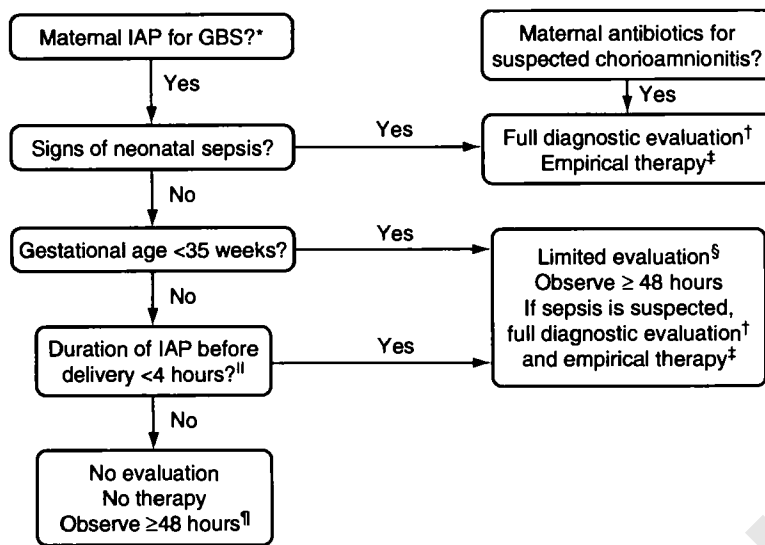 Maternal IAP for GBS?*
Maternal antibiotics for
suspected chorioamnionitis?
Yes
Yes
Signs of neonatal sepsis?
Yes
Full diagnostic evaluation†
Empirical therapy‡
No
Gestational age <35 weeks?
Yes
Limited evaluation§
Observe ≥ 48 hours
If sepsis is suspected,
full diagnostic evaluation†
and empirical therapy‡
No
Duration of IAP before
delivery <4 hours?||
Yes
No
No evaluation
No therapy
Observe ≥48 hours¶